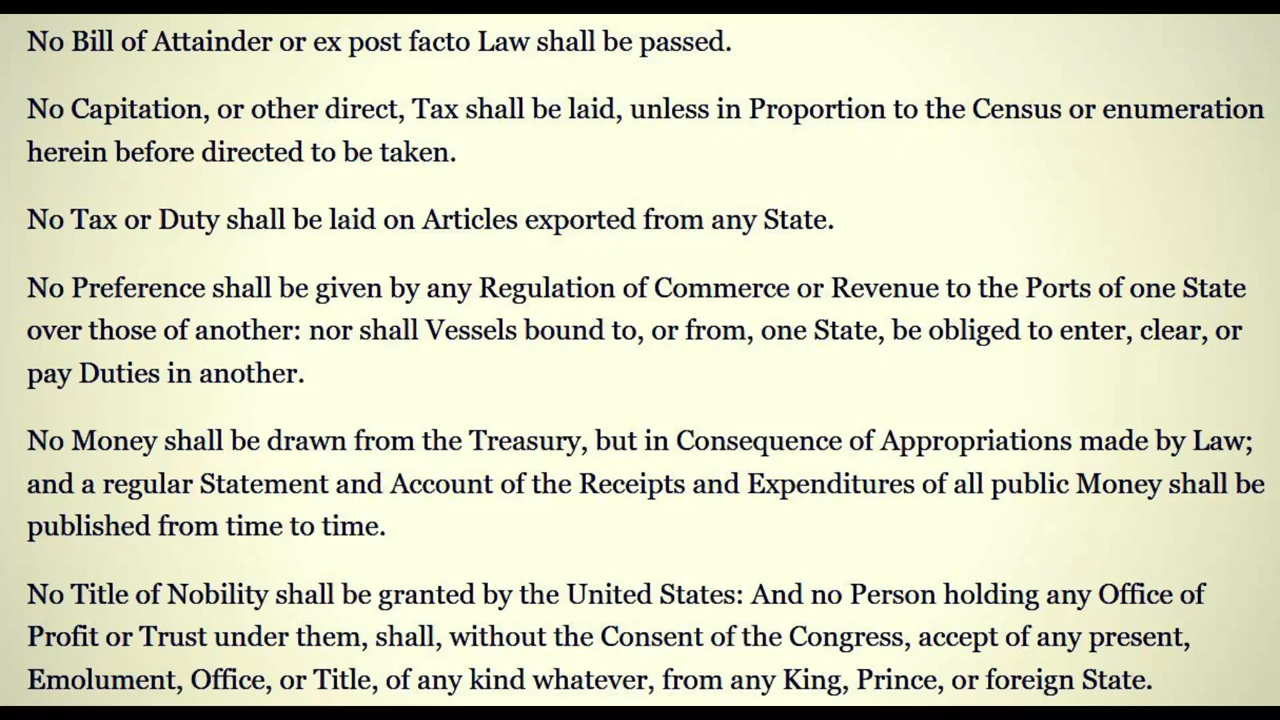 No Bill of Attainder or ex post facto Law shall be passed.
No Capitation, or other direct, Tax shall be laid, unless in Proportion to the Census or enumeration
herein before directed to be taken.
No Tax or Duty shall be laid on Articles exported from any State.
No Preference shall be given by any Regulation of Commerce or Revenue to the Ports of one State
over those of another: nor shall Vessels bound to, or from, one State, be obliged to enter, clear, or
pay Duties in another.
No Money shall be drawn from the Treasury, but in Consequence of Appropriations made by Law;
and a regular Statement and Account of the Receipts and Expenditures of all public Money shall be
published from time to time.
No Title of Nobility shall be granted by the United States: And no Person holding any Office of
Profit or Trust under them, shall, without the Consent of the Congress, accept of any present,
Emolument, Office, or Title, of any kind whatever, from any King, Prince, or foreign State.